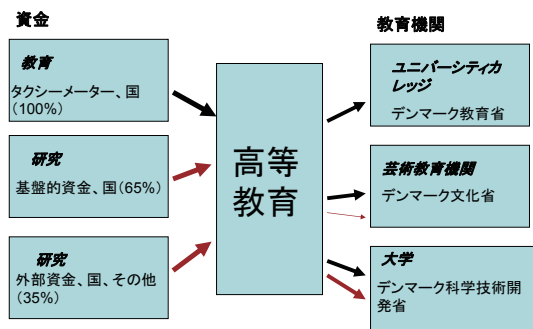 資金
教育
タクシーメーター、国
(100%)
研究
基盤的資金、国(65%)
研究
外部資金、国、その他
(35%)
高等
教育
教育機関
ユニバーシティカ
レッジ
デンマーク教育省
芸術教育機関
デンマーク文化省
大学
デンマーク科学技術開
発省